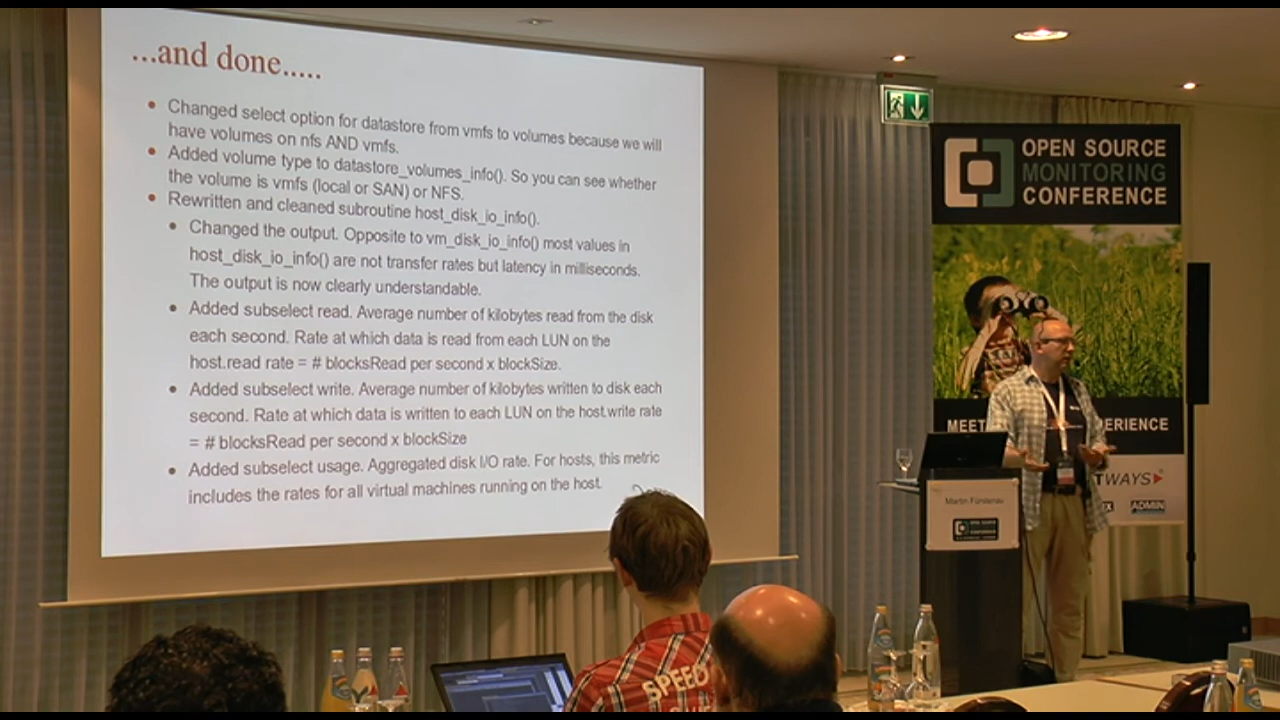 ...and done.....
• Changed select option for datastore from vmfs to volumes because we will
have volumes on nfs AND vmfs.
• Added volume type to datastore_volumes_info(). So you can see whether
the volume is vmfs (local or SAN) or NFS.
• Rewritten and cleaned subroutine host_disk_io_info().
• Changed the output. Opposite to vm_disk_io_info() most values in
host_disk_io_info() are not transfer rates but latency in milliseconds.
The output is now clearly understandable.
• Added subselect read. Average number of kilobytes read from the disk
each second. Rate at which data is read from each LUN on the
host.read rate = # blocksRead per second x blockSize.
• Added subselect write. Average number of kilobytes written to disk each
second. Rate at which data is written to each LUN on the host.write rate
= # blocksRead per second x blockSize
• Added subselect usage. Aggregated disk I/O rate. For hosts, this metric
includes the rates for all virtual machines running on the host.
OPEN SOURCE
MONITORING
CONFERENCE
MEET
ERIENCE
TWAYS
ADMIN
Martin Fürstenau
OPEN SOURCE
CONFERENCE
SPEED